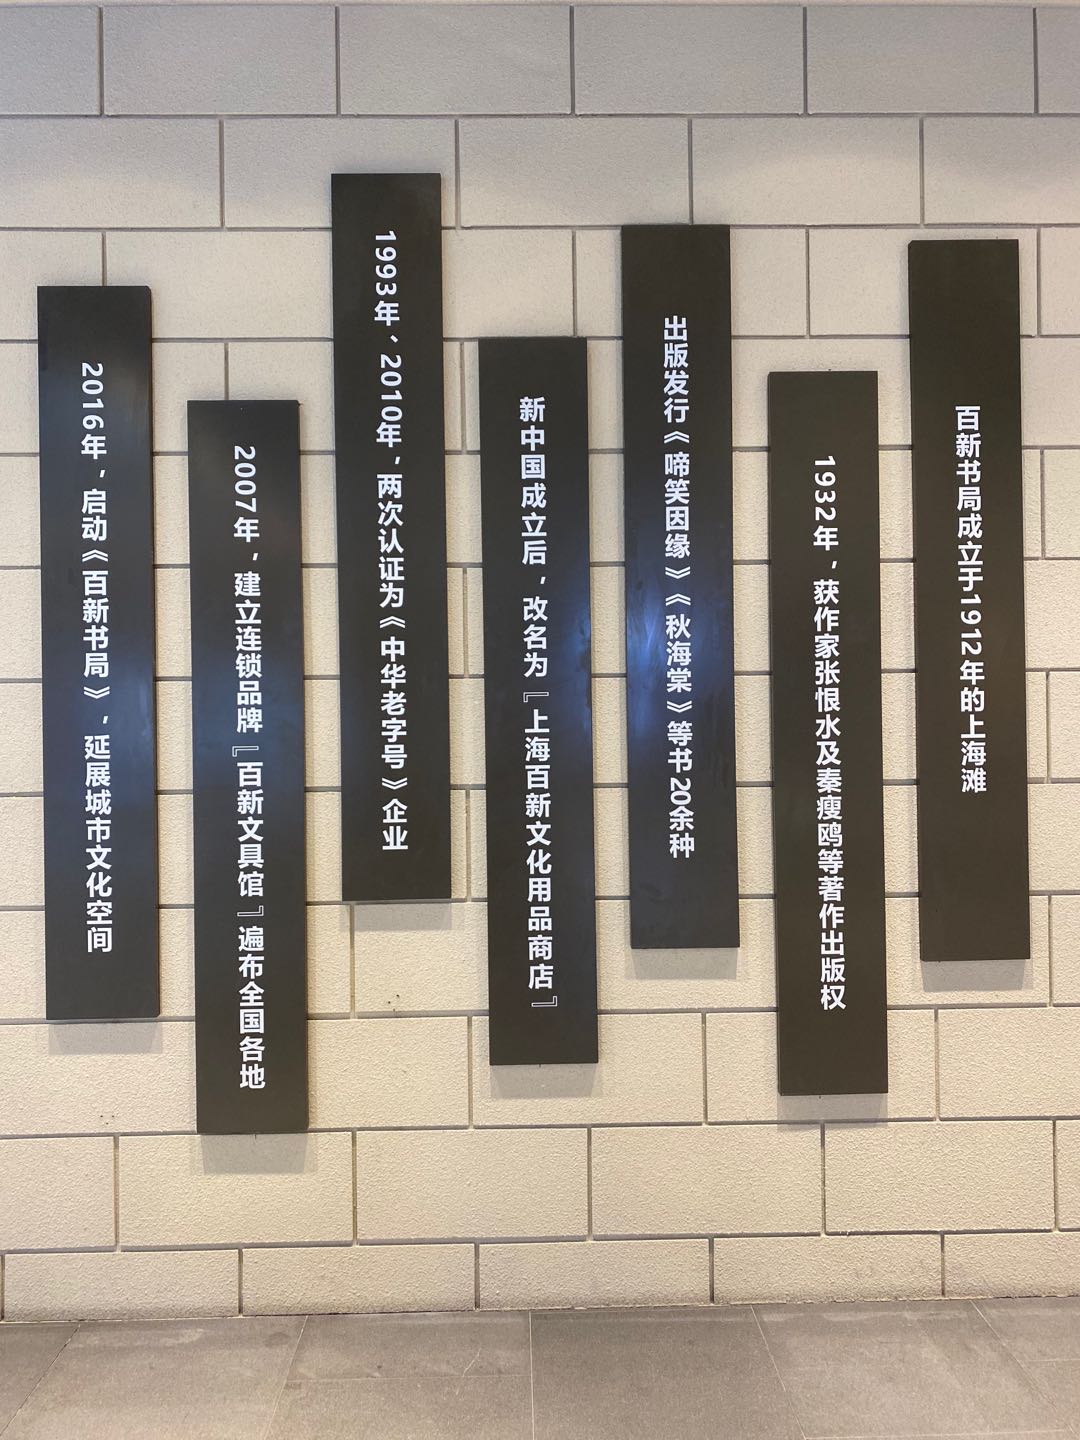 百新书局成立于1912年的上海滩
1932年，获作家张恨水及秦瘦鸥等著作出版权
出版发行《啼笑因缘》《秋海棠》等书20余种
新中国成立后，改名为『上海百新文化用品商店』
1993年、2010年，两次认证为《中华老字号》企业
2007年，建立连锁品牌『百新文具馆』遍布全国各地
2016年，启动《百新书局》，延展城市文化空间